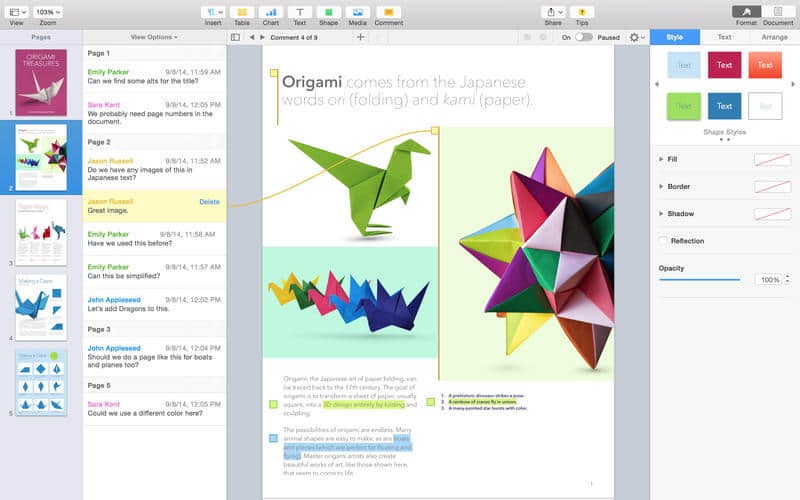 103%
View
Zoom
Insert
Table
Chart
Text
Shape
Media
Comment
Share
Tips
Format
Document
Pages
View Options
Comment 4 of 9
On
Paused
Style
Text
Arrange
ORIGAMI
TREASURES
1
2
3
Making a Crane
4
5
Page 1
Emily Parker 9/8/14, 11:59 AM
Can we find some alts for the title?
Sara Kent 9/8/14, 12:05 PM
We probably need page numbers in the
document.
Page 2
Jason Russell 9/8/14, 11:52 AM
Do we have any images of this in
Japanese text?
Jason Russell Delete
Great image.
Emily Parker 9/8/14, 11:58 AM
Have we used this before?
Emily Parker 9/8/14, 11:57 AM
Can this be simplified?
John Appleseed 9/8/14, 12:02 PM
Let's add Dragons to this.
Page 3
John Appleseed 9/8/14, 12:04 PM
Should we do a page like this for boats
and planes too?
Page 5
Sara Kent 9/8/14, 12:05 PM
Could we use a different color here?
Origami comes from the Japanese
words ori (folding) and kami (paper).
Origami, the Japanese art of paper folding, can
be traced back to the 17th century. The goal of
origami is to transform a sheet of paper, usually
square, into a 3D design entirely by folding and
sculpting.
The possibilities of origami are endless. Many
animal shapes are easy to make, as are boats
and planes (which are perfect for floating and
flying). Master origami artists also create
beautiful works of art, like those shown here,
that seem to come to life.
1. A prehistoric dinosaur strikes a pose.
2. A rainbow of cranes fly in unison.
3. A many-pointed star bursts with color.
1
Text
Text
Text
Text
Text
Text
Shape Styles
Fill
Border
Shadow
Reflection
Opacity
100%